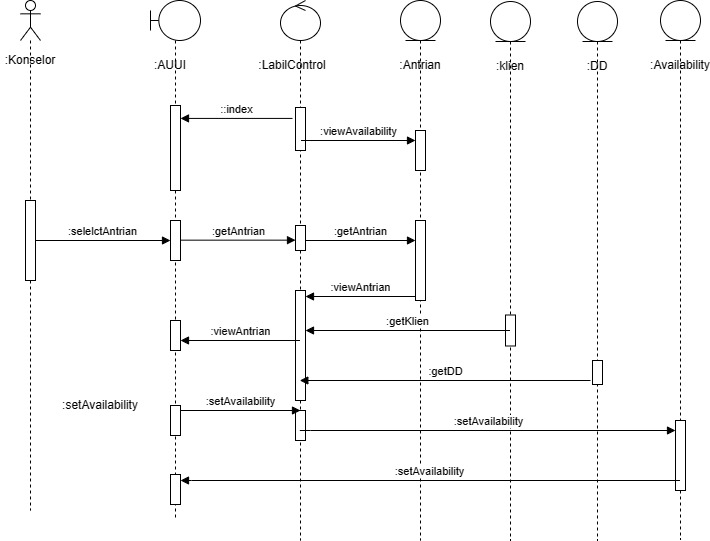 :Konselor
:AUUI
:LabilControl
:Antrian
:klien
:DD
:Availability
::index
:viewAvailability
:selelctAntrian
:getAntrian
:getAntrian
:viewAntrian
:getKlien
:viewAntrian
:getDD
:setAvailability
:setAvailability
:setAvailability
:setAvailability